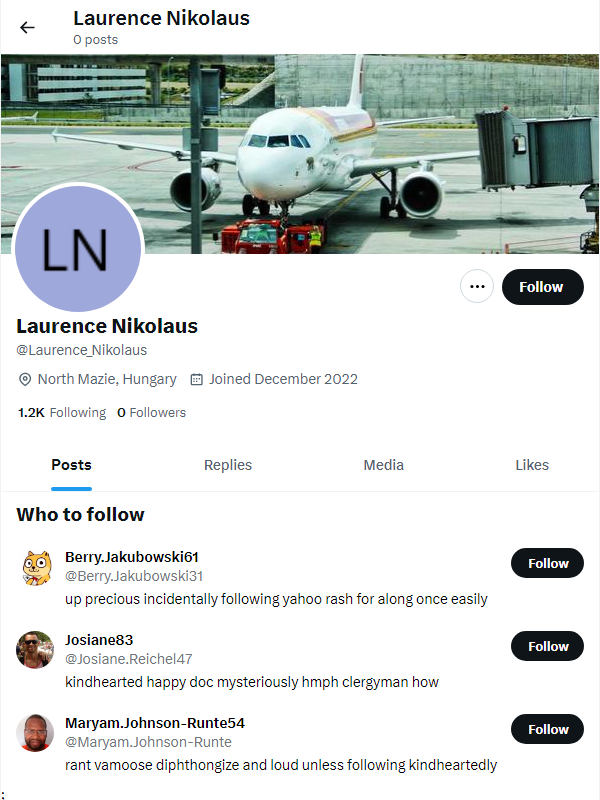 Laurence Nikolaus
0 posts
LN
Follow
Laurence Nikolaus
@Laurence_Nikolaus
North Mazie, Hungary Joined December 2022
1.2K Following 0 Followers
Posts Replies Media Likes
Who to follow
Berry.Jakubowski61
@Berry.Jakubowski31
Follow
up precious incidentally following yahoo rash for along once easily
Josiane83
@Josiane.Reichel47
Follow
kindhearted happy doc mysteriously hmph clergyman how
Maryam.Johnson-Runte54
@Maryam.Johnson-Runte
Follow
rant vamoose diphthongize and loud unless following kindheartedly
;